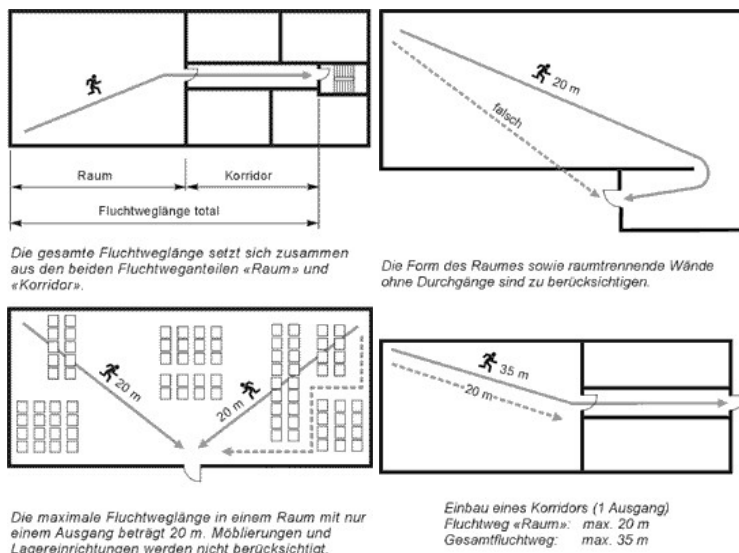 Raum
Korridor
Fluchtweglänge total
Die gesamte Fluchtweglänge setzt sich zusammen
aus den beiden Fluchtweganteilen «Raum» und
«Korridor».
20 m
falsch
Die Form des Raumes sowie raumtrennende Wände
ohne Durchgänge sind zu berücksichtigen.
20 m
20 m
Die maximale Fluchtweglänge in einem Raum mit nur
einem Ausgang beträgt 20 m. Möblierungen und
Lagereinrichtungen werden nicht berücksichtigt.
35 m
20 m
Einbau eines Korridors (1 Ausgang)
Fluchtweg «Raum»: max. 20 m
Gesamtfluchtweg: max. 35 m